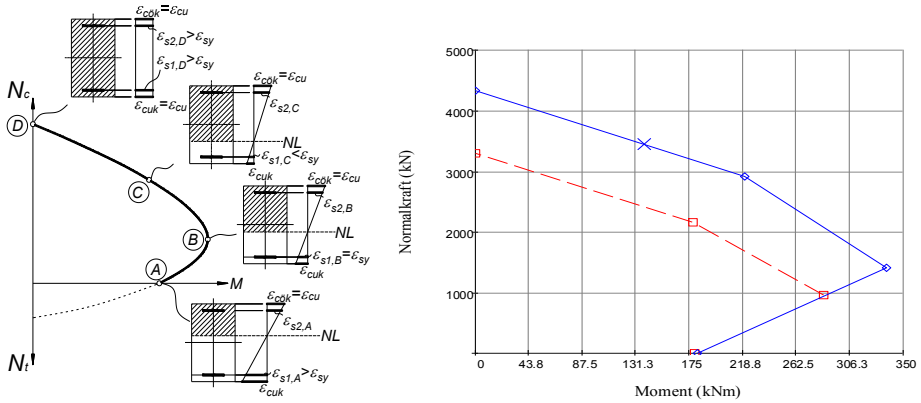 εcök=εcu
εs2,D>εsy
εs1,D>εsy
εcuk=εcu
Nc
D
εcök=εcu
εs2,C
NL
εs1,C<εsy
εcuk
C
εcök=εcu
εs2,B
NL
εs1,B=εsy
εcuk
B
A
M
εcök=εcu
εs2,A
NL
εs1,A>εsy
εcuk
Nt
5000
4000
3000
2000
1000
0
Normalkraft (kN)
0 43.8 87.5 131.3 175 218.8 262.5 306.3 350
Moment (kNm)